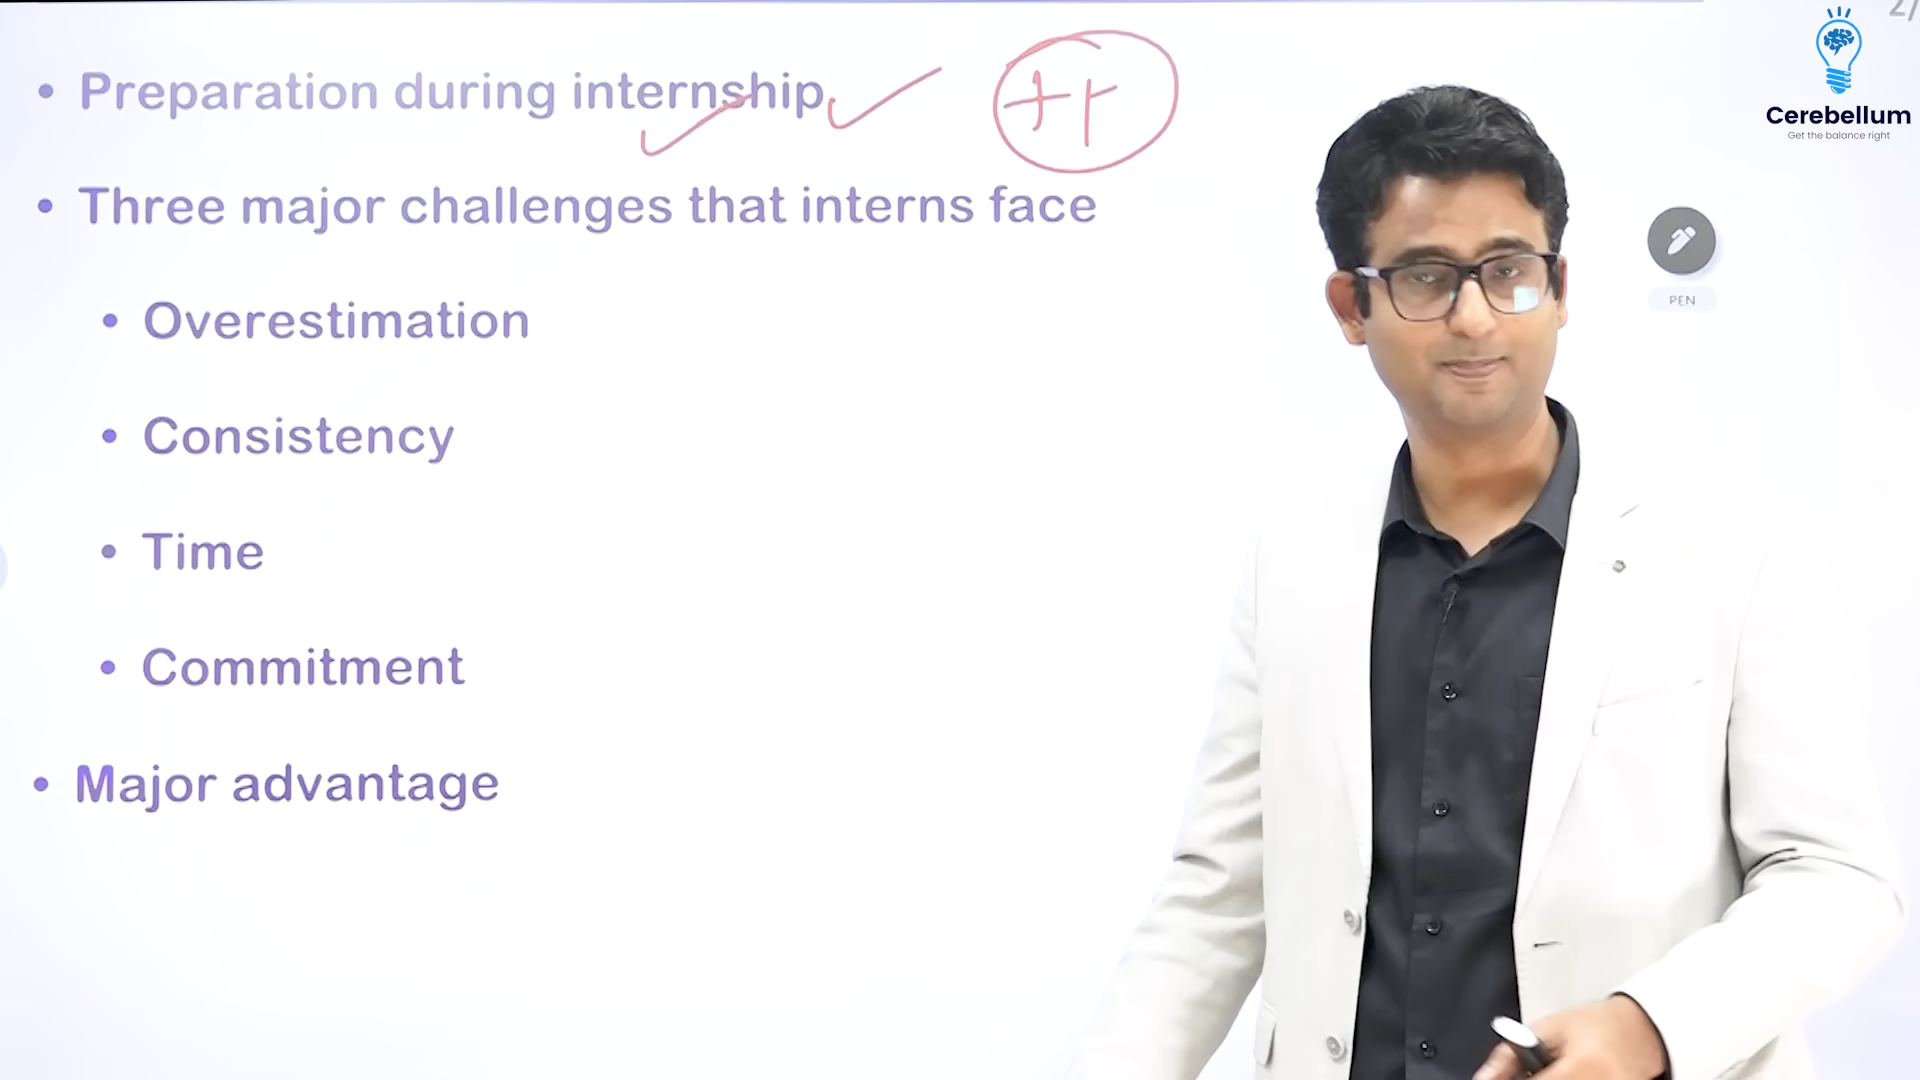 • Preparation during internship ++
• Three major challenges that interns face
• Overestimation
• Consistency
• Time
• Commitment
• Major advantage
Cerebellum
Get the balance right
PEN